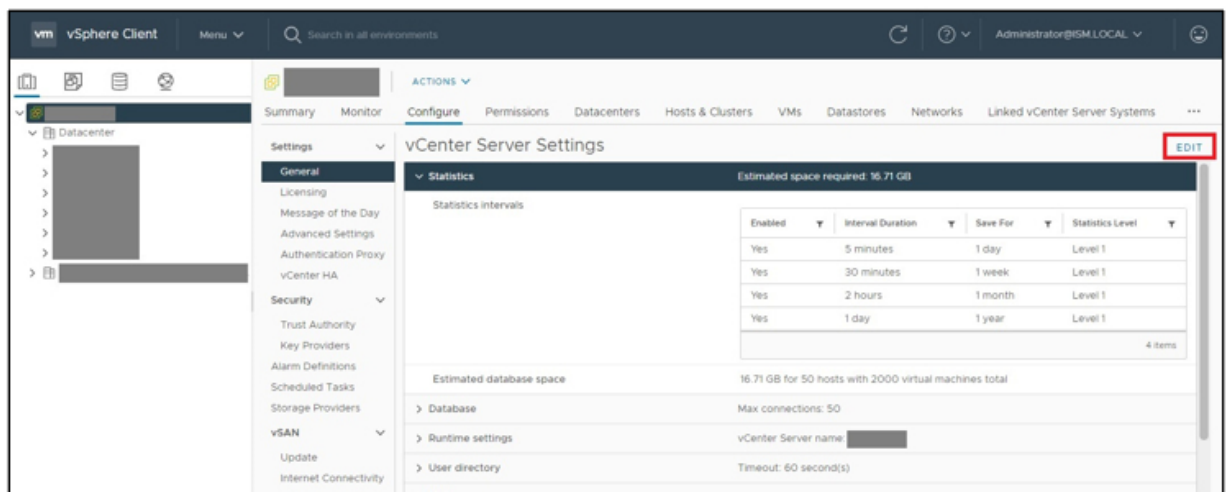 vm vSphere Client Menu Search in all environments Administrator@ISM.LOCAL
ACTIONS
Summary Monitor Configure Permissions Datacenters Hosts & Clusters VMs Datastores Networks Linked vCenter Server Systems ...
Datacenter
Settings
General
Licensing
Message of the Day
Advanced Settings
Authentication Proxy
vCenter HA
Security
Trust Authority
Key Providers
Alarm Definitions
Scheduled Tasks
Storage Providers
vSAN
Update
Internet Connectivity
vCenter Server Settings EDIT
Statistics Estimated space required: 16.71 GB
Statistics intervals
Enabled Interval Duration Save For Statistics Level
Yes 5 minutes 1 day Level 1
Yes 30 minutes 1 week Level 1
Yes 2 hours 1 month Level 1
Yes 1 day 1 year Level 1
4 items
Estimated database space 16.71 GB for 50 hosts with 2000 virtual machines total
Database Max connections: 50
Runtime settings vCenter Server name:
User directory Timeout: 60 second(s)